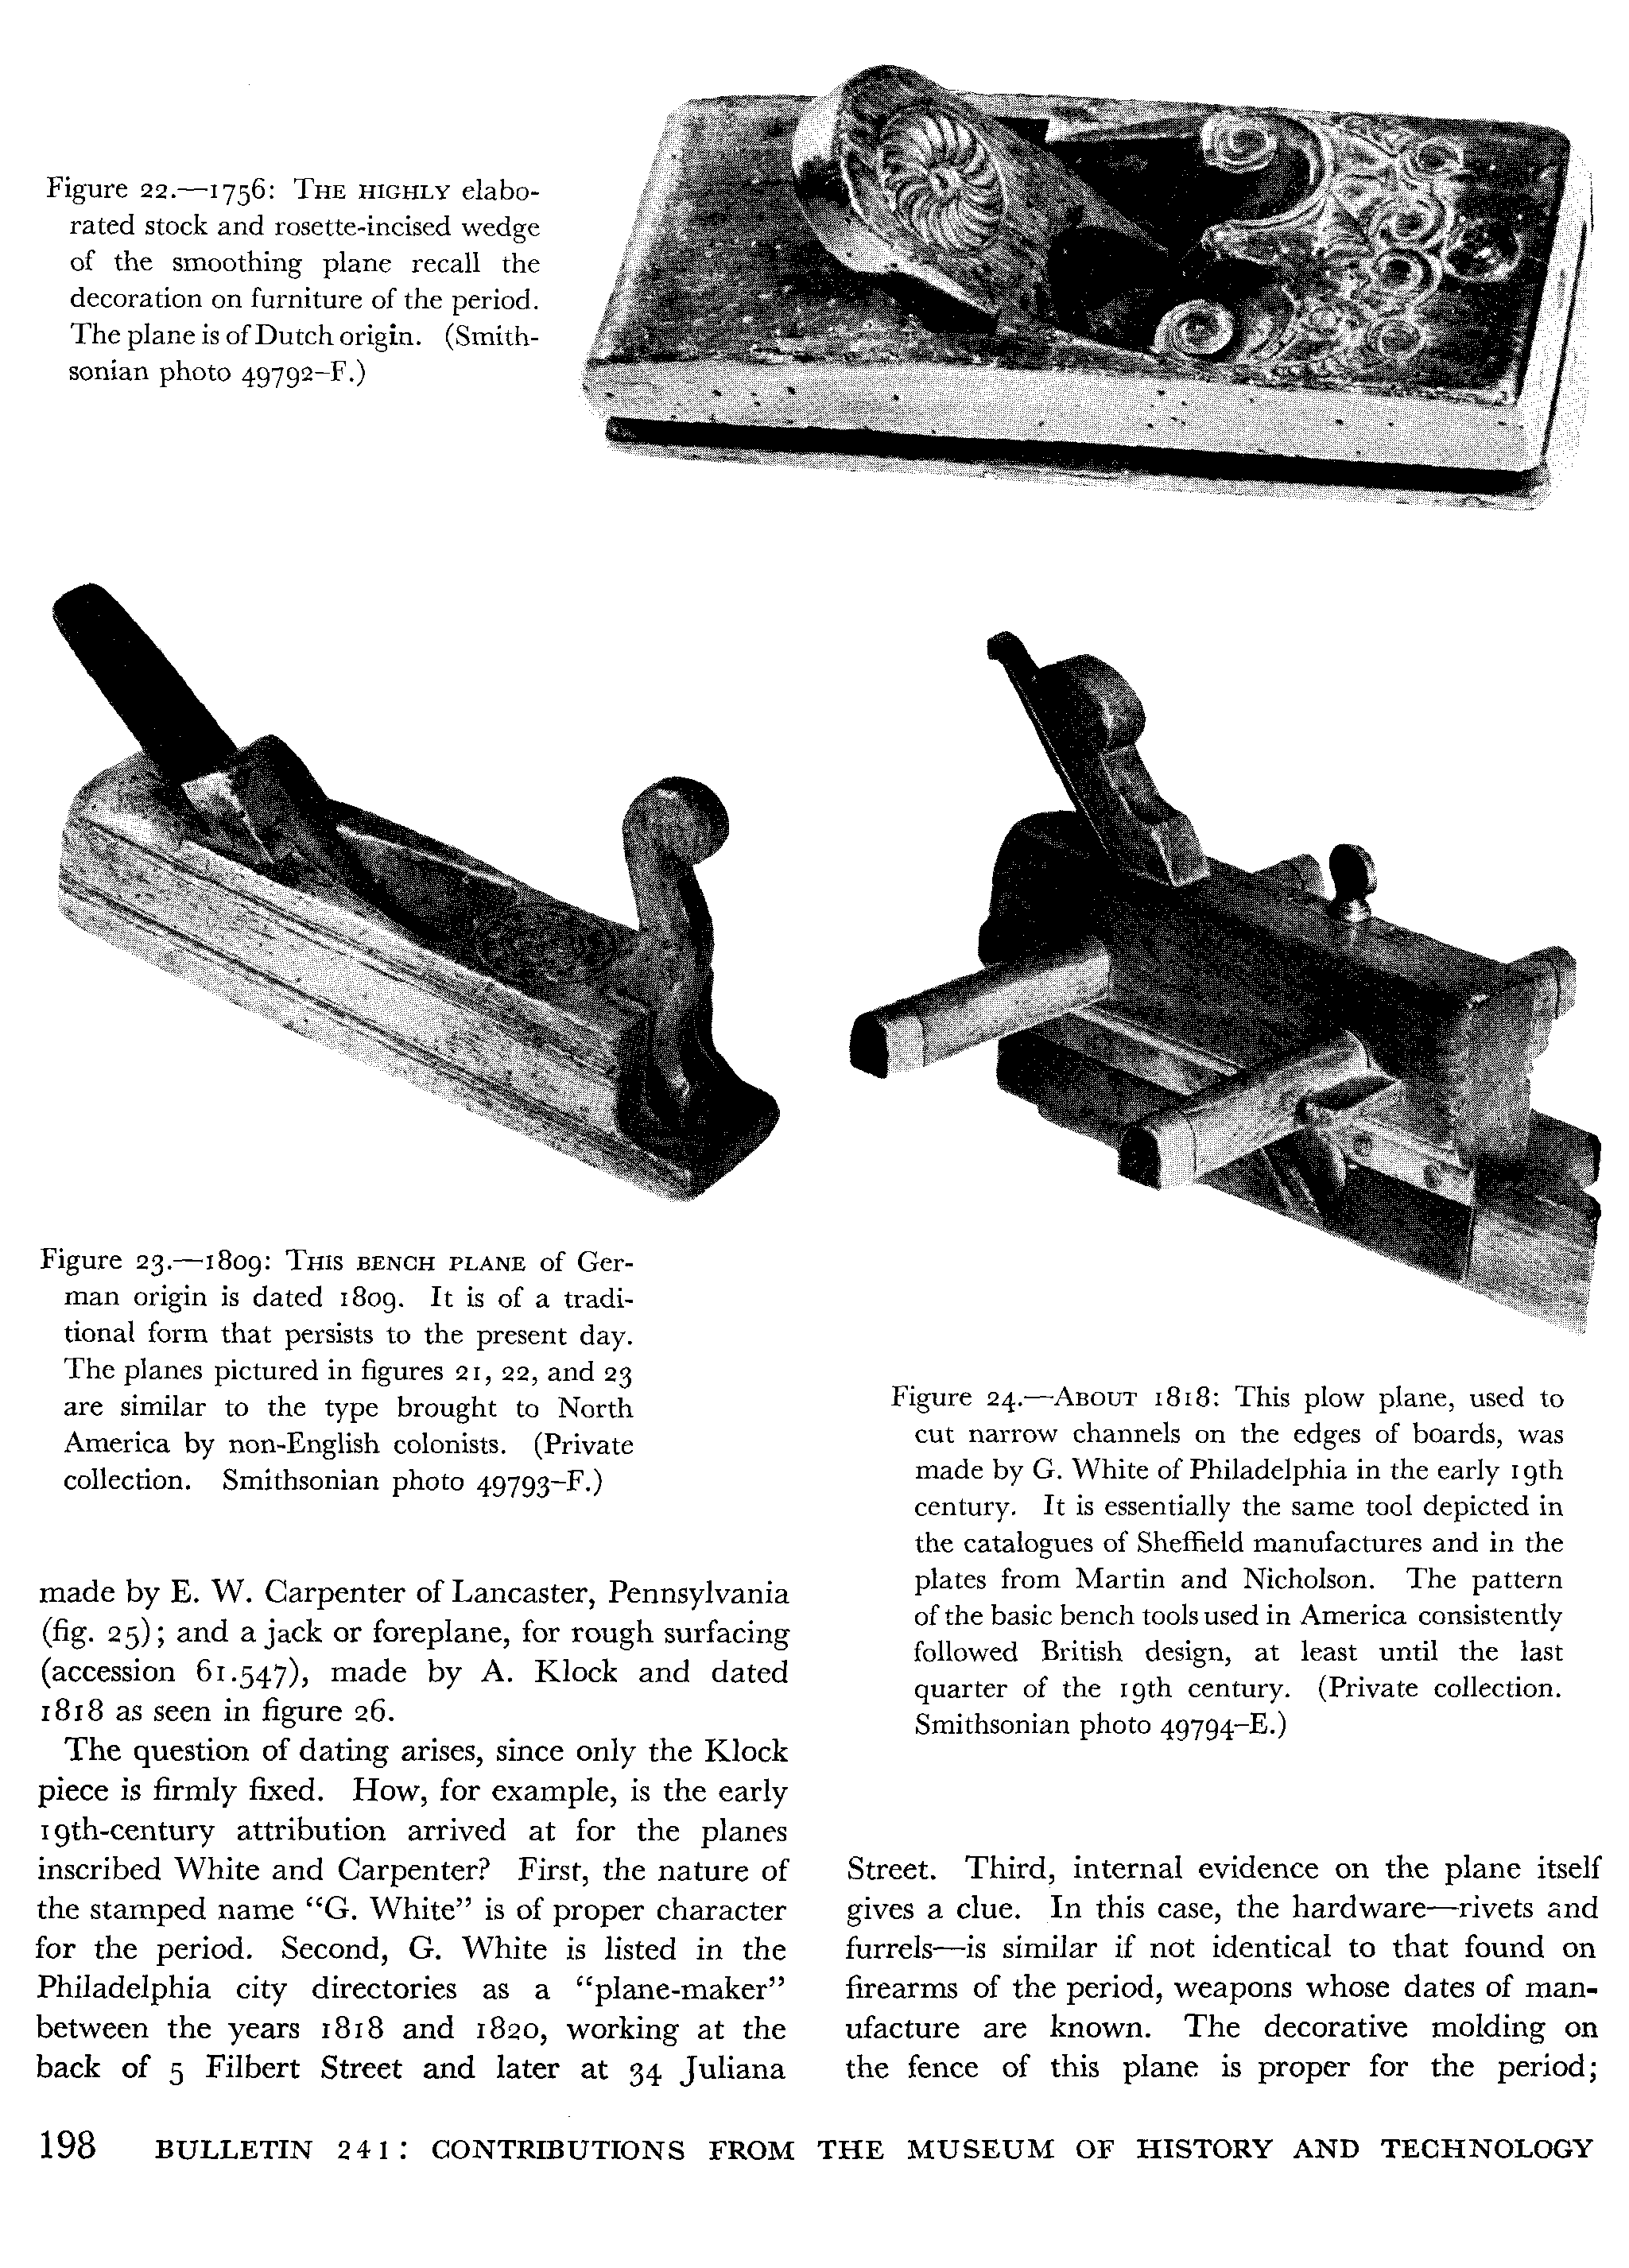 Figure 22.—1756: THE HIGHLY elabo-
rated stock and rosette-incised wedge
of the smoothing plane recall the
decoration on furniture of the period.
The plane is of Dutch origin. (Smith-
sonian photo 49792–F.)
Figure 23.—1809: THIS BENCH PLANE of Ger-
man origin is dated 1809. It is of a tradi-
tional form that persists to the present day.
The planes pictured in figures 21, 22, and 23
are similar to the type brought to North
America by non-English colonists. (Private
collection. Smithsonian photo 49793–F.)
Figure 24.—ABOUT 1818: This plow plane, used to
cut narrow channels on the edges of boards, was
made by G. White of Philadelphia in the early 19th
century. It is essentially the same tool depicted in
the catalogues of Sheffield manufactures and in the
plates from Martin and Nicholson. The pattern
of the basic bench tools used in America consistently
followed British design, at least until the last
quarter of the 19th century. (Private collection.
Smithsonian photo 49794–E.)
made by E. W. Carpenter of Lancaster, Pennsylvania
(fig. 25); and a jack or foreplane, for rough surfacing
(accession 61.547), made by A. Klock and dated
1818 as seen in figure 26.
The question of dating arises, since only the Klock
piece is firmly fixed. How, for example, is the early
19th-century attribution arrived at for the planes
inscribed White and Carpenter? First, the nature of
the stamped name “G. White” is of proper character
for the period. Second, G. White is listed in the
Philadelphia city directories as a “plane-maker”
between the years 1818 and 1820, working at the
back of 5 Filbert Street and later at 34 Juliana
Street. Third, internal evidence on the plane itself
gives a clue. In this case, the hardware—rivets and
furrels—is similar if not identical to that found on
firearms of the period, weapons whose dates of man-
ufacture are known. The decorative molding on
the fence of this plane is proper for the period;
198 BULLETIN 241: CONTRIBUTIONS FROM THE MUSEUM OF HISTORY AND TECHNOLOGY